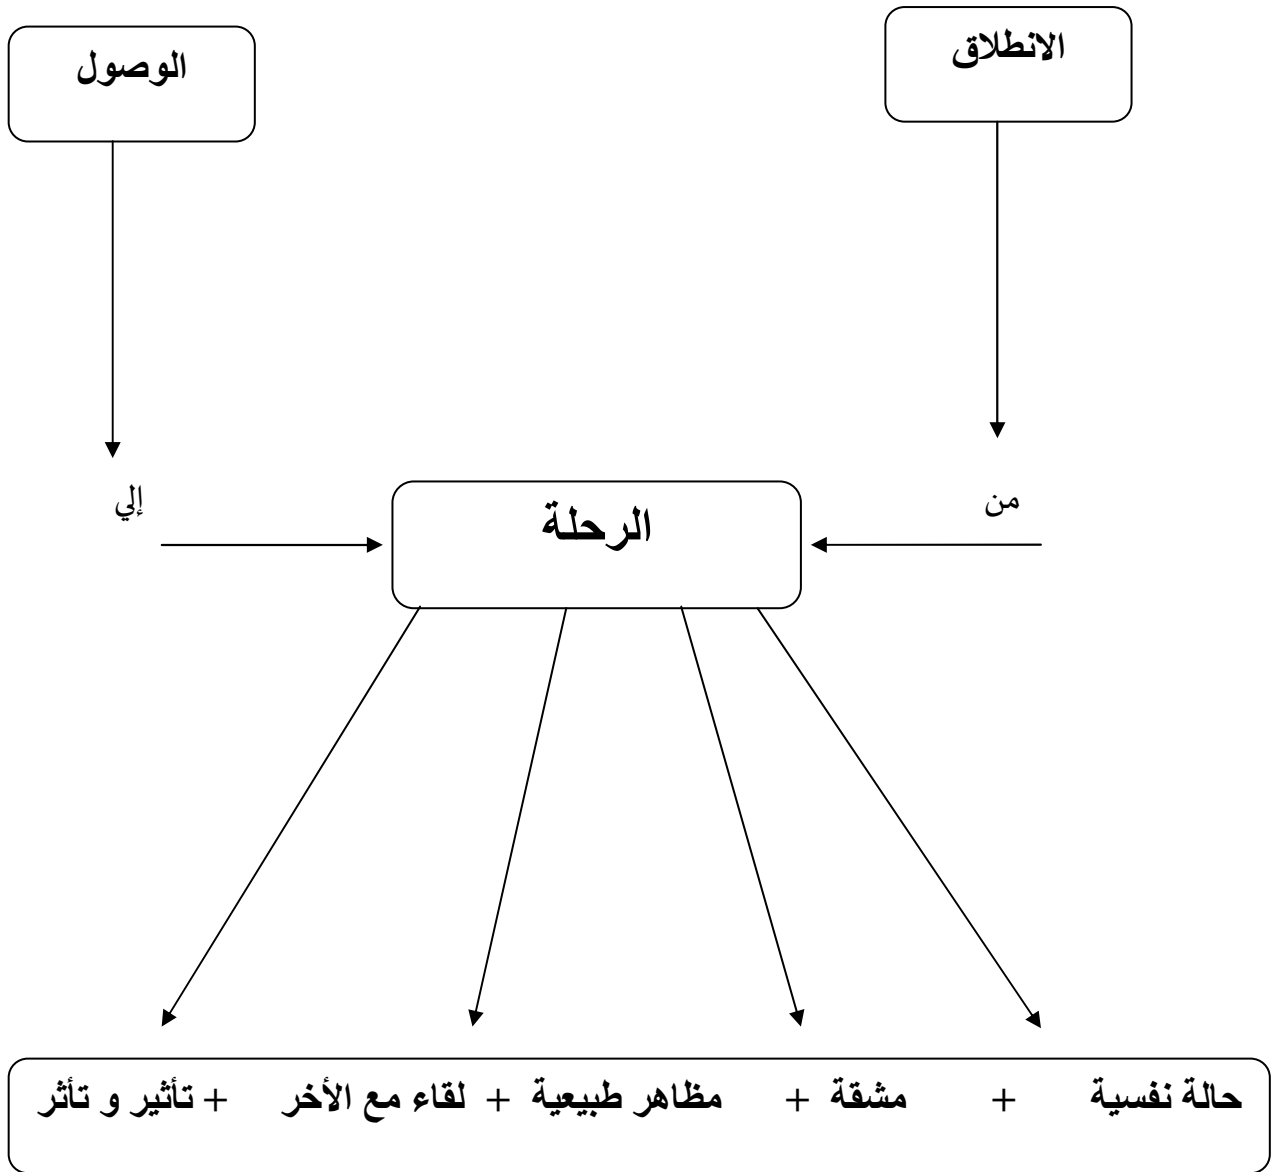 الانطلاق
الوصول
من
إلي
الرحلة
حالة نفسية + مشقة + مظاهر طبيعية + لقاء مع الأخر + تأثير و تأثر